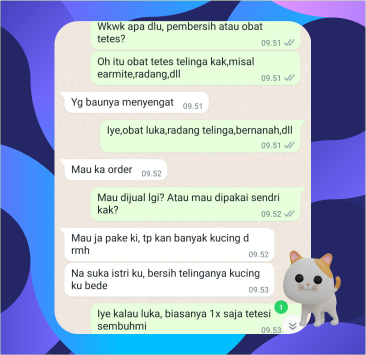 Wkwk apa dlu, pembersih atau obat
tetes?
09.51
Oh itu obat tetes telinga kak,misal
earmite,radang,dll
09.51
Yg baunya menyengat
09.51
Iye,obat luka,radang telinga,bernanah,dll
09.51
Mau ka order
09.52
Mau dijual lgi? Atau mau dipakai sendri
kak?
09.52
Mau ja pake ki, tp kan banyak kucing d
rmh
09.52
Na suka istri ku, bersih telinganya kucing
ku bede
09.53
1
Iye kalau luka, biasanya 1x saja tetesi
sembuhmi
09.53